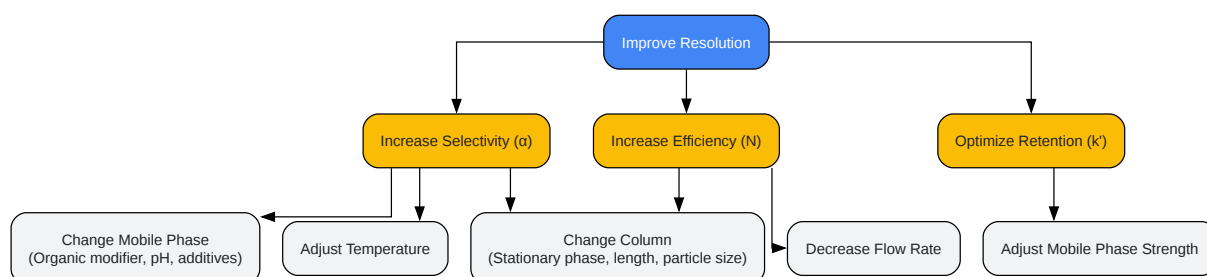 Improve Resolution
Increase Selectivity (α)
Increase Efficiency (N)
Optimize Retention (k')
Change Mobile Phase
(Organic modifier, pH, additives)
Adjust Temperature
Change Column
(Stationary phase, length, particle size)
Decrease Flow Rate
Adjust Mobile Phase Strength